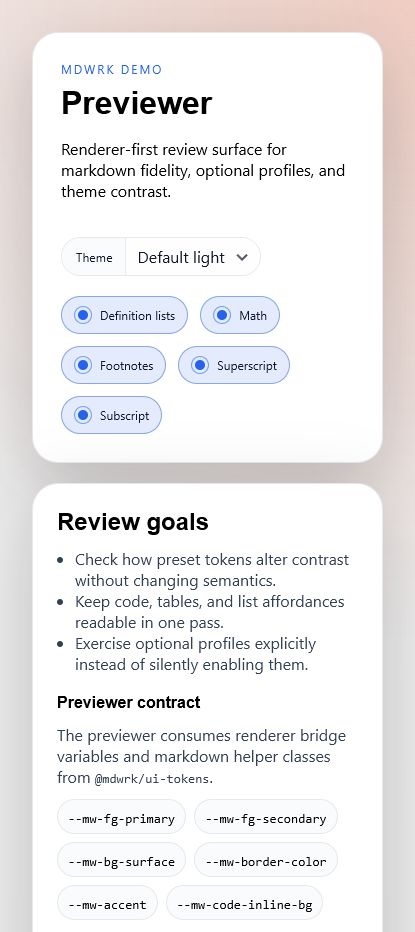 MDWRK DEMO
Previewer
Renderer-first review surface for
markdown fidelity, optional profiles, and
theme contrast.
Theme Default light
Definition lists Math
Footnotes Superscript
Subscript
Review goals
Check how preset tokens alter contrast
without changing semantics.
Keep code, tables, and list affordances
readable in one pass.
Exercise optional profiles explicitly
instead of silently enabling them.
Previewer contract
The previewer consumes renderer bridge
variables and markdown helper classes
from @mdwrk/ui-tokens.
--mw-fg-primary --mw-fg-secondary
--mw-bg-surface --mw-border-color
--mw-accent --mw-code-inline-bg